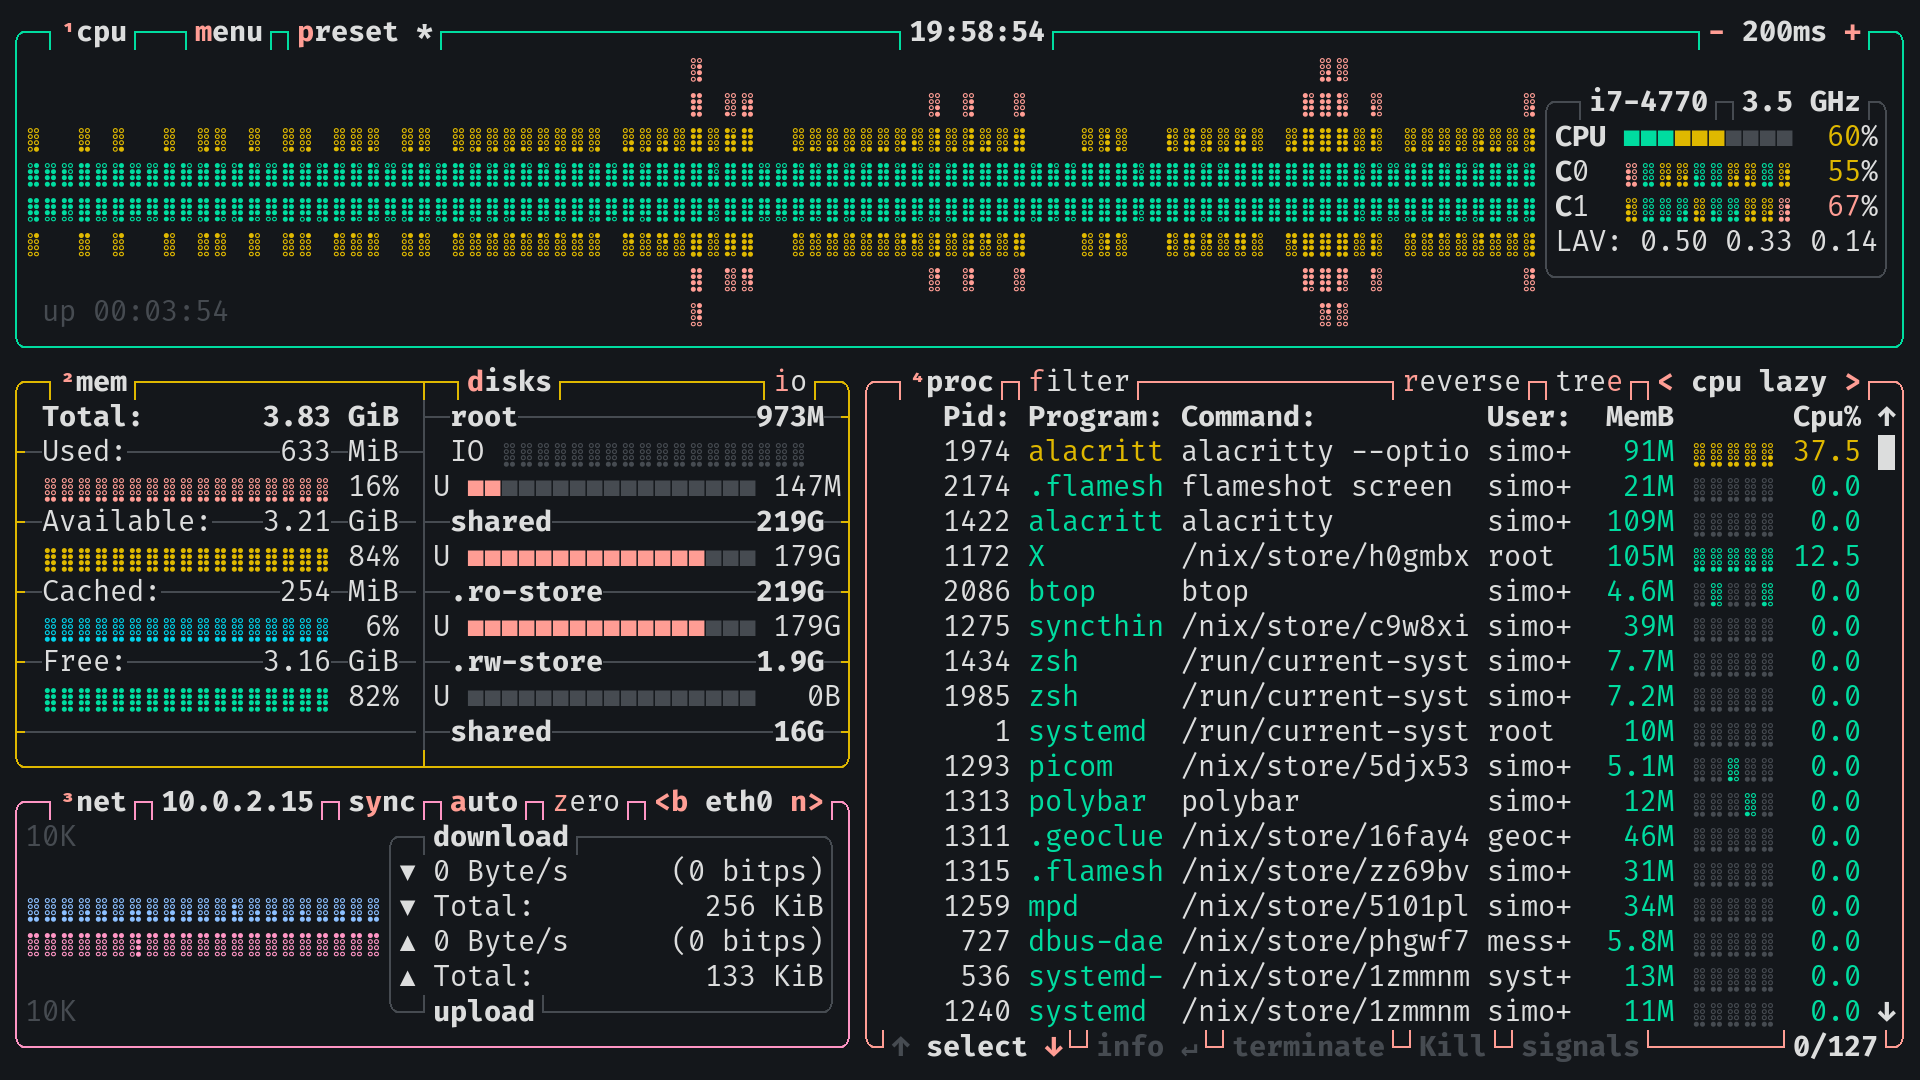 ¹cpu menu preset * 19:58:54 - 200ms +
i7-4770 3.5 GHz
CPU 60%
C0 55%
C1 67%
LAV: 0.50 0.33 0.14
up 00:03:54
²mem
Total: 3.83 GiB
Used: 633 MiB
16%
Available: 3.21 GiB
84%
Cached: 254 MiB
6%
Free: 3.16 GiB
82%
disks io
root 973M
IO
U 147M
shared 219G
U 179G
.ro-store 219G
U 179G
.rw-store 1.9G
U 0B
shared 16G
³net 10.0.2.15 sync auto zero <b eth0 n>
10K
download
▼ 0 Byte/s (0 bitps)
▼ Total: 256 KiB
▲ 0 Byte/s (0 bitps)
▲ Total: 133 KiB
upload
10K
⁴proc filter reverse tree < cpu lazy >
Pid: Program: Command: User: MemB Cpu% ↑
1974 alacritt alacritty --optio simo+ 91M 37.5
2174 .flamesh flameshot screen simo+ 21M 0.0
1422 alacritt alacritty simo+ 109M 0.0
1172 X /nix/store/h0gmbx root 105M 12.5
2086 btop btop simo+ 4.6M 0.0
1275 syncthin /nix/store/c9w8xi simo+ 39M 0.0
1434 zsh /run/current-syst simo+ 7.7M 0.0
1985 zsh /run/current-syst simo+ 7.2M 0.0
1 systemd /run/current-syst root 10M 0.0
1293 picom /nix/store/5djx53 simo+ 5.1M 0.0
1313 polybar polybar simo+ 12M 0.0
1311 .geoclue /nix/store/16fay4 geoc+ 46M 0.0
1315 .flamesh /nix/store/zz69bv simo+ 31M 0.0
1259 mpd /nix/store/5101pl simo+ 34M 0.0
727 dbus-dae /nix/store/phgwf7 mess+ 5.8M 0.0
536 systemd- /nix/store/1zmmnm syst+ 13M 0.0
1240 systemd /nix/store/1zmmnm simo+ 11M 0.0 ↓
↑ select ↓ info ↵ terminate Kill signals 0/127